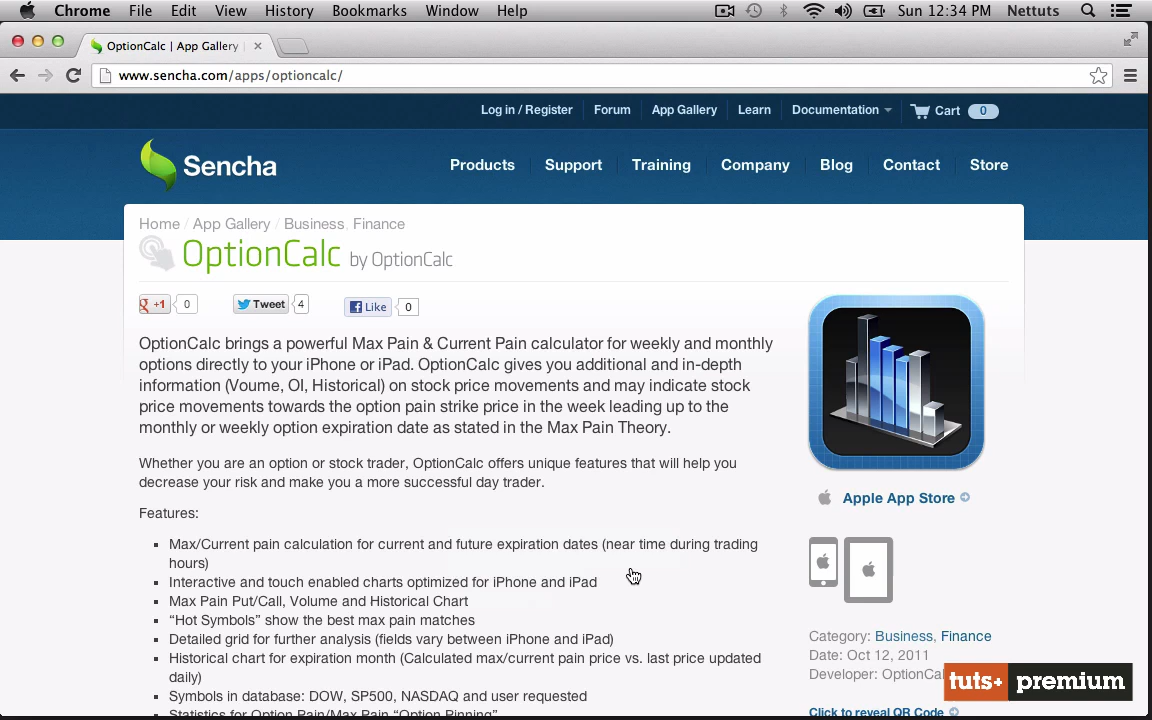 Chrome File Edit View History Bookmarks Window Help Sun 12:34 PM Nettuts
OptionCalc | App Gallery
www.sencha.com/apps/optioncalc/
Log in / Register Forum App Gallery Learn Documentation Cart 0
Sencha Products Support Training Company Blog Contact Store
Home / App Gallery / Business, Finance
OptionCalc by OptionCalc
g +1 0 Tweet 4 f Like 0
OptionCalc brings a powerful Max Pain & Current Pain calculator for weekly and monthly
options directly to your iPhone or iPad. OptionCalc gives you additional and in-depth
information (Voume, OI, Historical) on stock price movements and may indicate stock
price movements towards the option pain strike price in the week leading up to the
monthly or weekly option expiration date as stated in the Max Pain Theory.
Whether you are an option or stock trader, OptionCalc offers unique features that will help you
decrease your risk and make you a more successful day trader.
Features:
Max/Current pain calculation for current and future expiration dates (near time during trading
hours)
Interactive and touch enabled charts optimized for iPhone and iPad
Max Pain Put/Call, Volume and Historical Chart
“Hot Symbols” show the best max pain matches
Detailed grid for further analysis (fields vary between iPhone and iPad)
Historical chart for expiration month (Calculated max/current pain price vs. last price updated
daily)
Symbols in database: DOW, SP500, NASDAQ and user requested
Statistics for Option Pain/Max Pain “Option Pinning”
Apple App Store
Category: Business, Finance
Date: Oct 12, 2011
Developer: OptionCal
Click to reveal QR Code
tuts+ premium